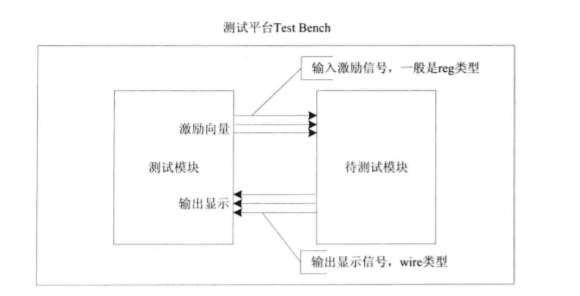 测试平台Test Bench
输入激励信号，一般是reg类型
激励向量
测试模块
待测试模块
输出显示
输出显示信号，wire类型